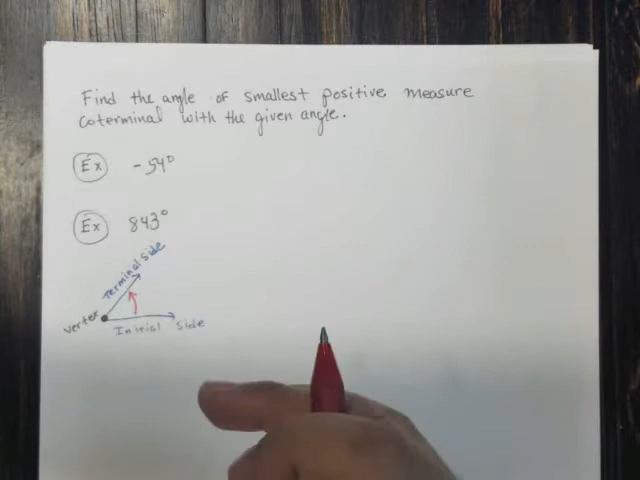 Find the angle of smallest positive measure
coterminal with the given angle.
Ex -54°
Ex 843°
Terminal side
Vertex
Initial Side